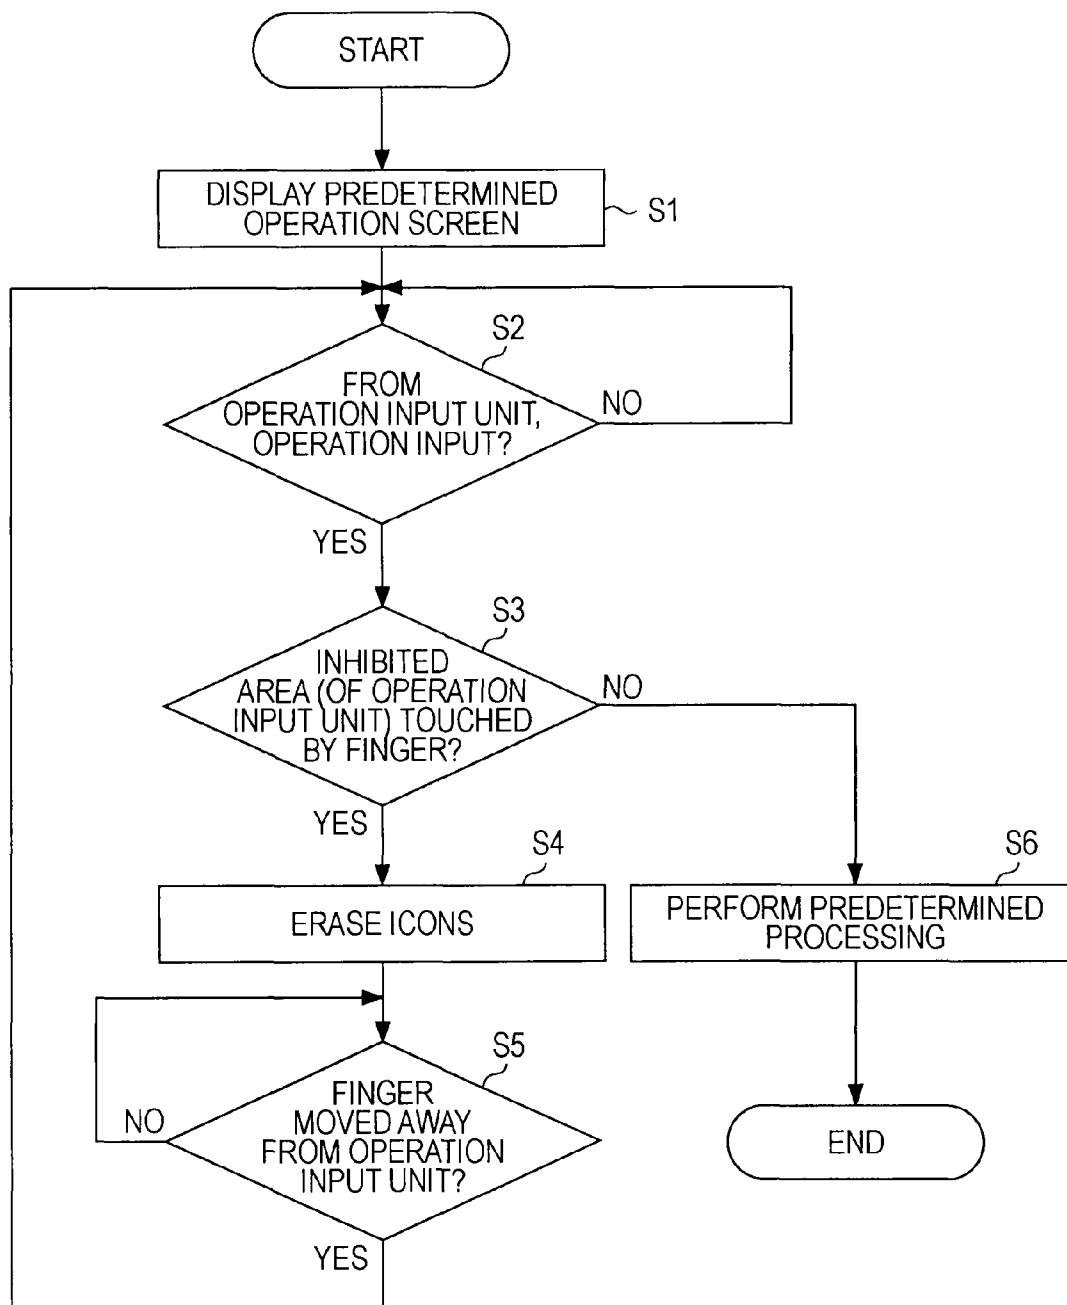 START
DISPLAY PREDETERMINED
OPERATION SCREEN
S1
S2
FROM
OPERATION INPUT UNIT,
OPERATION INPUT?
NO
YES
S3
INHIBITED
AREA (OF OPERATION
INPUT UNIT) TOUCHED
BY FINGER?
NO
YES
S4
ERASE ICONS
S6
PERFORM PREDETERMINED
PROCESSING
S5
FINGER
MOVED AWAY
FROM OPERATION
INPUT UNIT?
NO
YES
END